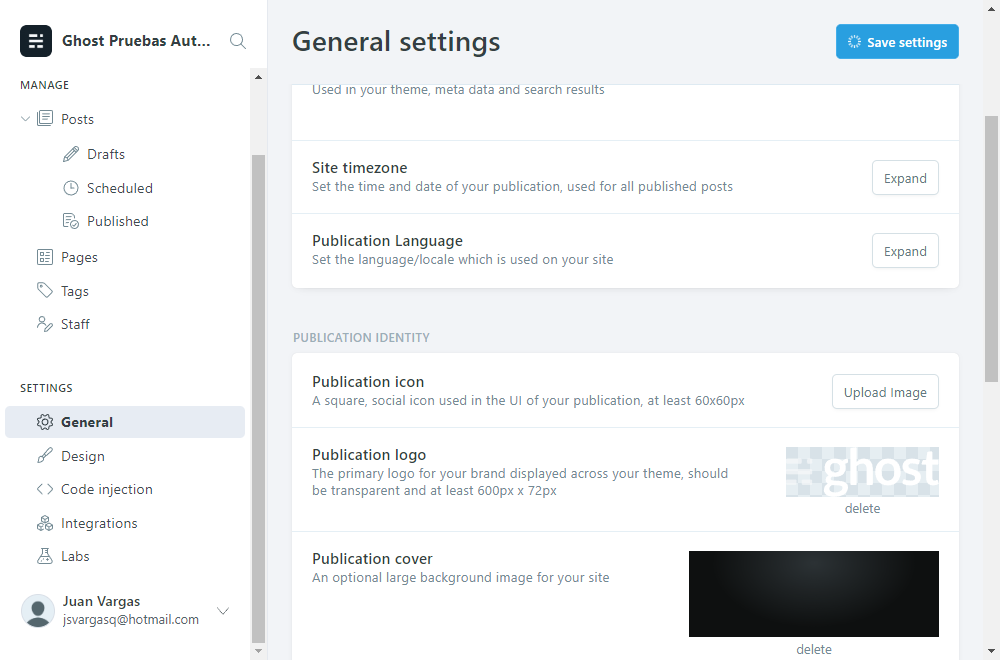 Ghost Pruebas Aut...
MANAGE
Posts
Drafts
Scheduled
Published
Pages
Tags
Staff
SETTINGS
General
Design
Code injection
Integrations
Labs
Juan Vargas
jsvargasq@hotmail.com
General settings
Save settings
Used in your theme, meta data and search results
Site timezone
Set the time and date of your publication, used for all published posts
Expand
Publication Language
Set the language/locale which is used on your site
Expand
PUBLICATION IDENTITY
Publication icon
A square, social icon used in the UI of your publication, at least 60x60px
Upload Image
Publication logo
The primary logo for your brand displayed across your theme, should
be transparent and at least 600px x 72px
ghost
delete
Publication cover
An optional large background image for your site
delete